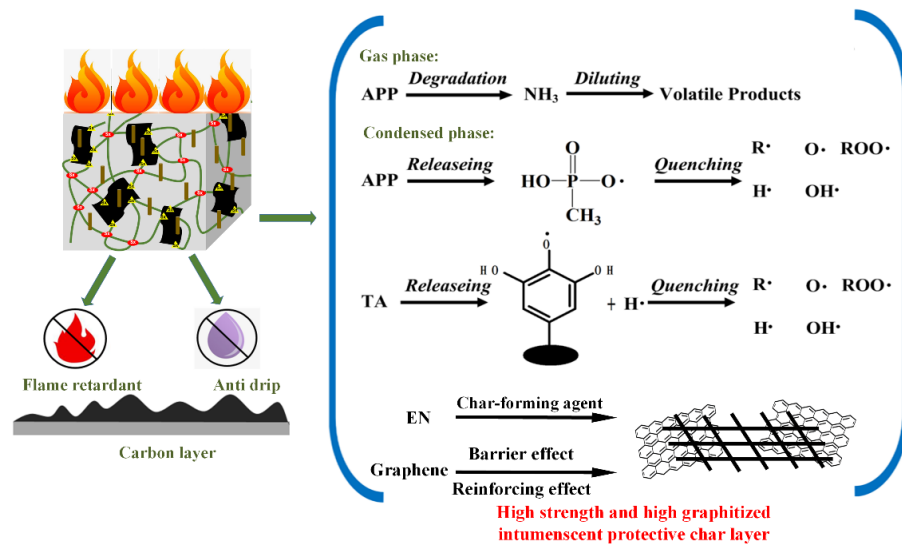 Gas phase:
APP Degradation NH₃ Diluting Volatile Products
Condensed phase:
APP Releaseing
O
HO-P-O·
CH₃
Quenching
R· O· ROO·
H· OH·
TA Releaseing
·
O
HO OH
+ H· Quenching
R· O· ROO·
H· OH·
Flame retardant Anti drip
Carbon layer
EN Char-forming agent
Graphene Barrier effect
Reinforcing effect
High strength and high graphitized
intumenscent protective char layer